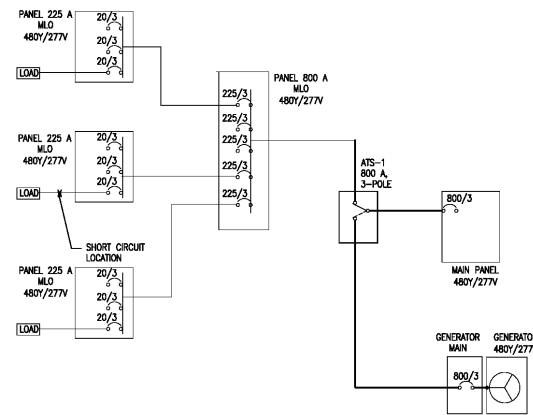 PANEL 225 A
MLO
480Y/277V
20/3
20/3
20/3
LOAD
PANEL 800 A
MLO
480Y/277V
225/3
225/3
225/3
225/3
225/3
PANEL 225 A
MLO
480Y/277V
20/3
20/3
20/3
LOAD
SHORT CIRCUIT
LOCATION
ATS-1
800 A,
3-POLE
800/3
MAIN PANEL
480Y/277V
PANEL 225 A
MLO
480Y/277V
20/3
20/3
20/3
LOAD
GENERATOR
MAIN
800/3
GENERATO
480Y/277